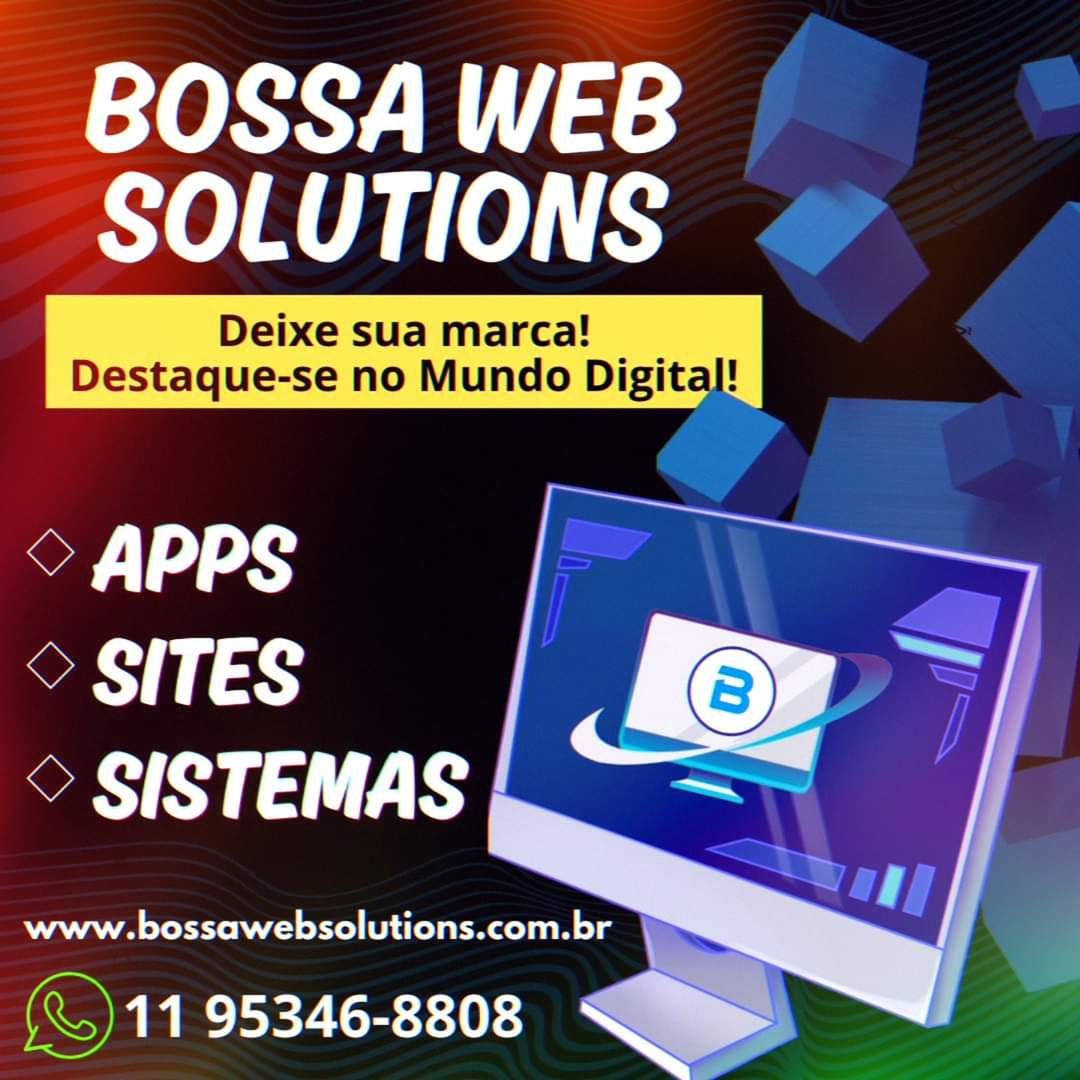 BOSSA WEB
SOLUTIONS
Deixe sua marca!
Destaque-se no Mundo Digital!
APPS
SITES
SISTEMAS
B
www.bossawebsolutions.com.br
11 95346-8808